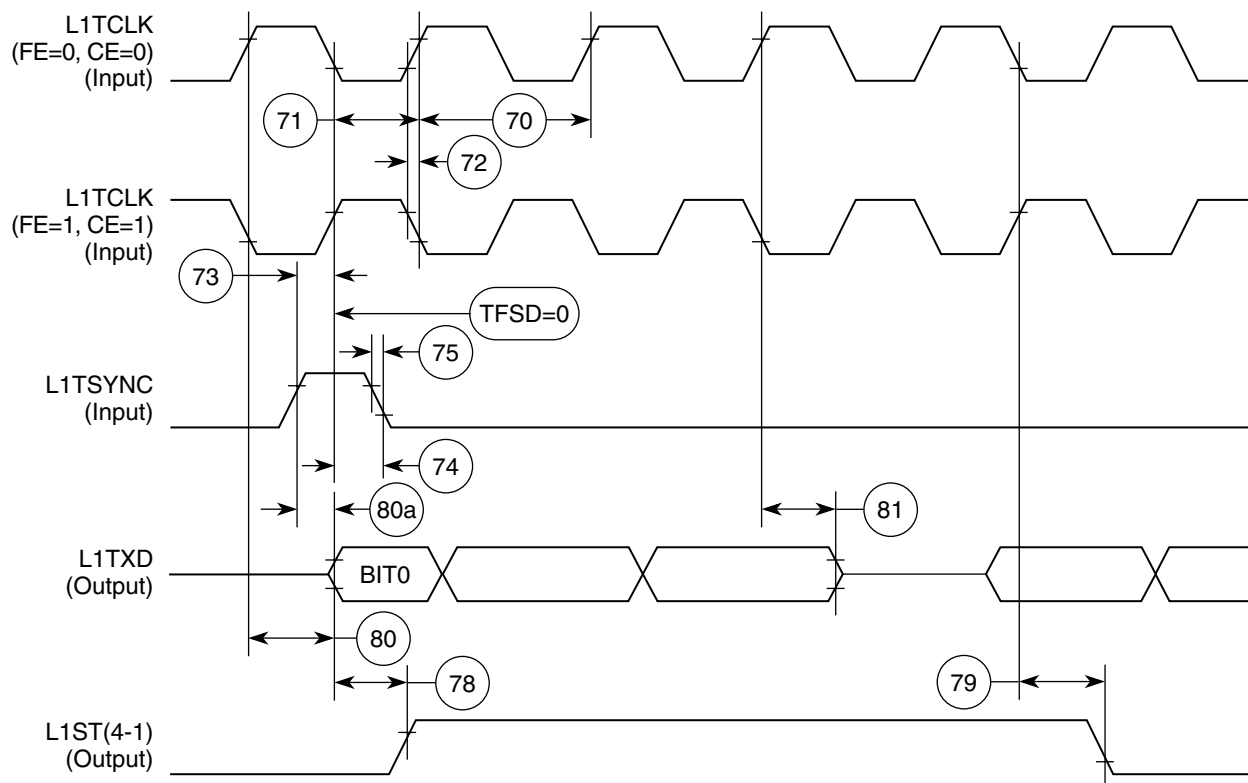 L1TCLK
(FE=0, CE=0)
(Input)
71
70
72
L1TCLK
(FE=1, CE=1)
(Input)
73
TFSD=0
75
L1TSYNC
(Input)
74
80a
81
L1TXD
(Output)
BIT0
80
78
79
L1ST(4-1)
(Output)